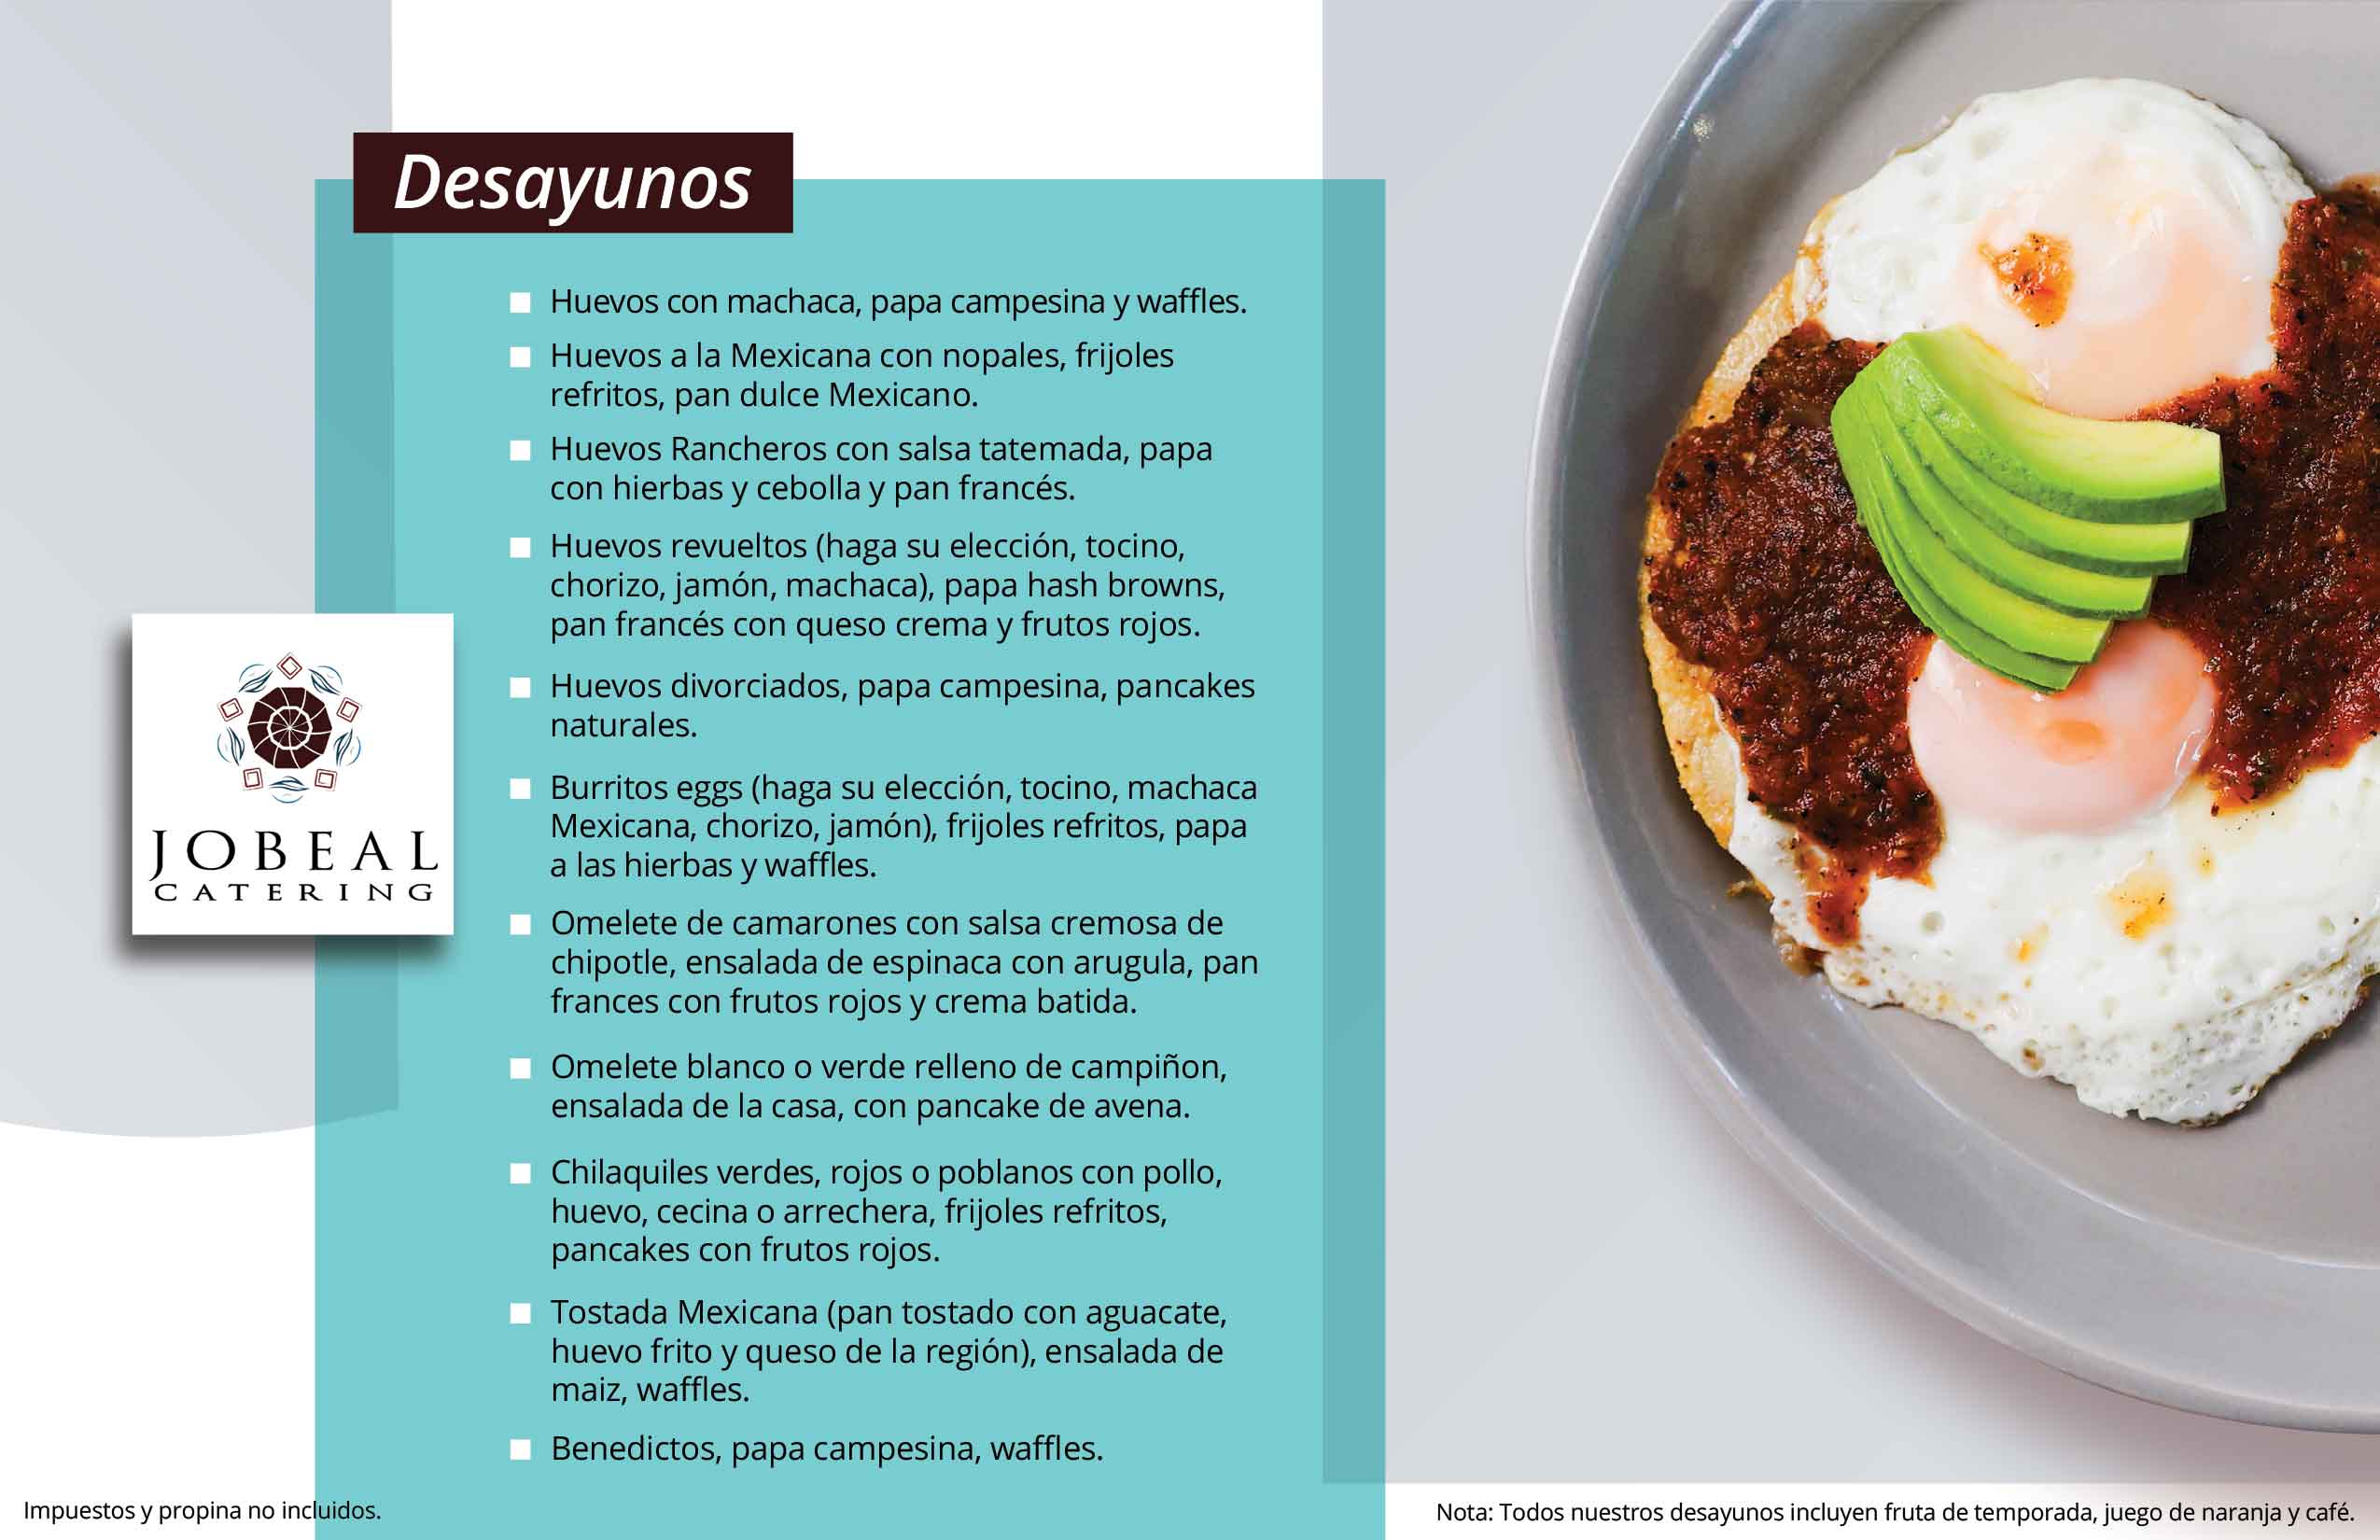 Desayunos
Huevos con machaca, papa campesina y waffles.
Huevos a la Mexicana con nopales, frijoles
refritos, pan dulce Mexicano.
Huevos Rancheros con salsa tatemada, papa
con hierbas y cebolla y pan francés.
Huevos revueltos (haga su elección, tocino,
chorizo, jamón, machaca), papa hash browns,
pan francés con queso crema y frutos rojos.
Huevos divorciados, papa campesina, pancakes
naturales.
Burritos eggs (haga su elección, tocino, machaca
Mexicana, chorizo, jamón), frijoles refritos, papa
a las hierbas y waffles.
Omelete de camarones con salsa cremosa de
chipotle, ensalada de espinaca con arugula, pan
frances con frutos rojos y crema batida.
Omelete blanco o verde relleno de campiñon,
ensalada de la casa, con pancake de avena.
Chilaquiles verdes, rojos o poblanos con pollo,
huevo, cecina o arrechera, frijoles refritos,
pancakes con frutos rojos.
Tostada Mexicana (pan tostado con aguacate,
huevo frito y queso de la región), ensalada de
maiz, waffles.
Benedictos, papa campesina, waffles.
JOBEAL
CATERING
Impuestos y propina no incluidos.
Nota: Todos nuestros desayunos incluyen fruta de temporada, juego de naranja y café.